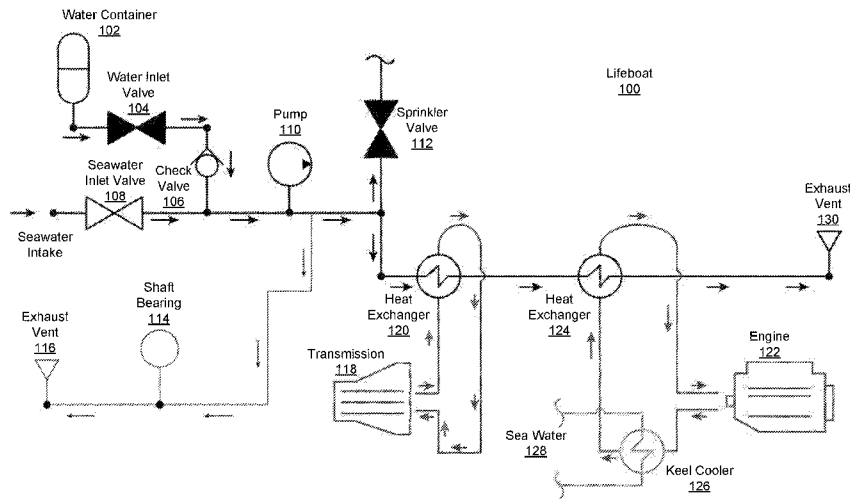 Water Container
102
Water Inlet
Valve
104
Lifeboat
100
Pump
110
Sprinkler
Valve
112
Seawater
Inlet Valve
108
Check
Valve
106
Exhaust
Vent
130
Seawater
Intake
Shaft
Bearing
114
Exhaust
Vent
116
Heat
Exchanger
120
Heat
Exchanger
124
Transmission
118
Engine
122
Sea Water
128
Keel Cooler
126